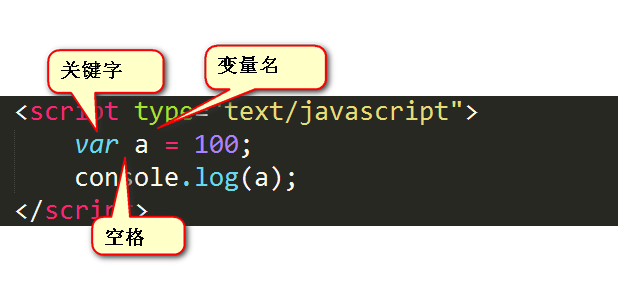 关键字
变量名
<script type="text/javascript">
var a = 100;
console.log(a);
</script>
空格